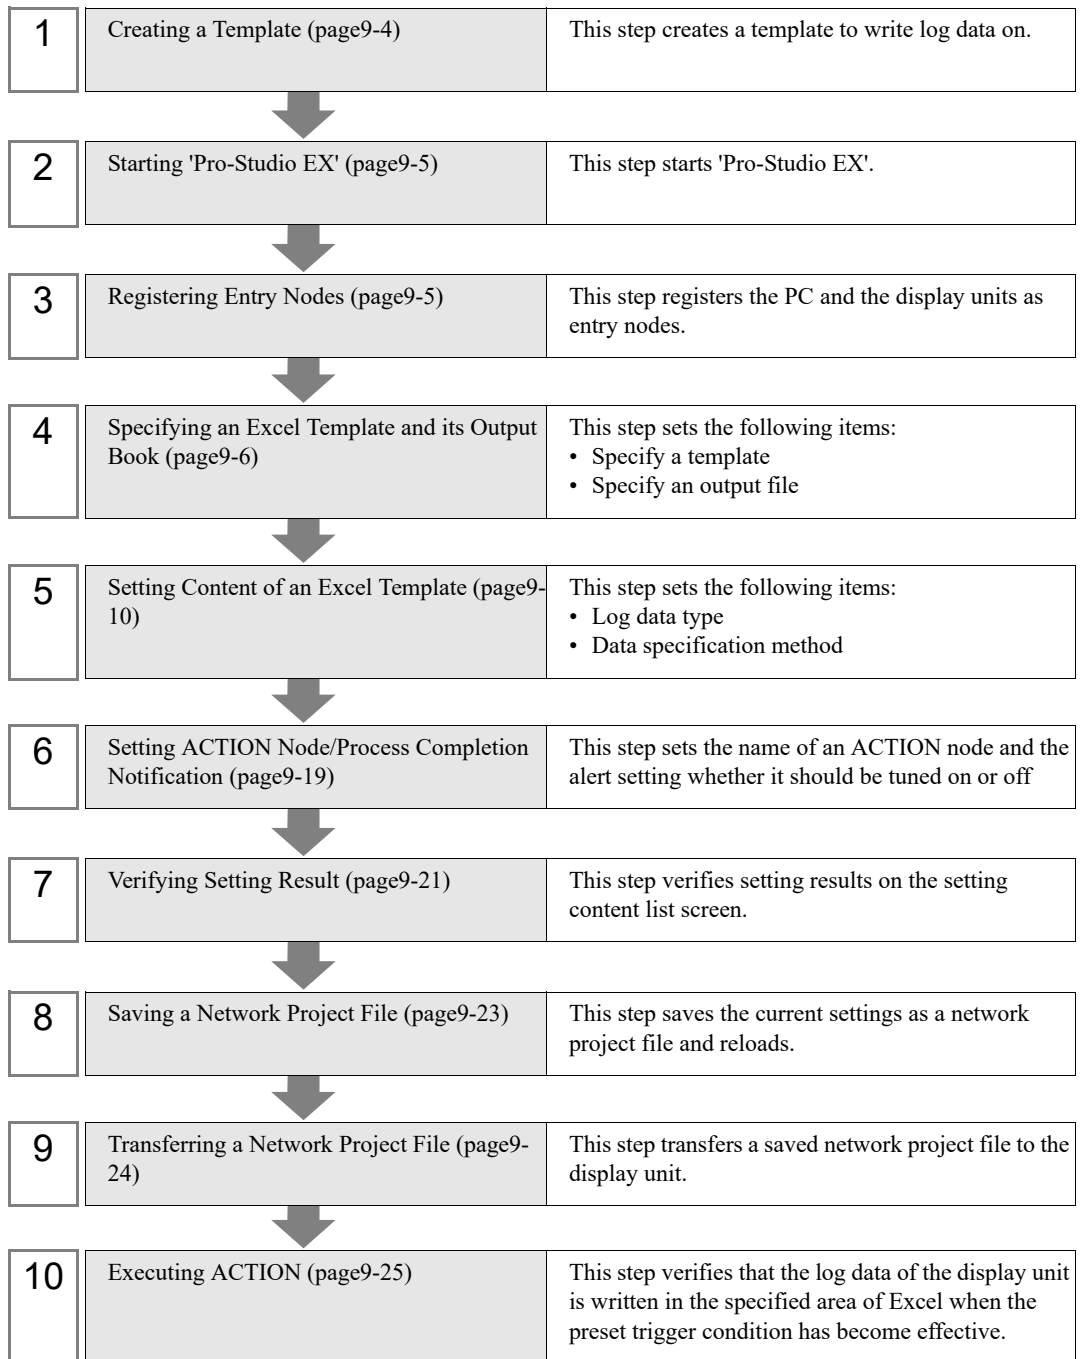 1
Creating a Template (page9-4)
This step creates a template to write log data on.
2
Starting 'Pro-Studio EX' (page9-5)
This step starts 'Pro-Studio EX'.
3
Registering Entry Nodes (page9-5)
This step registers the PC and the display units as
entry nodes.
4
Specifying an Excel Template and its Output
Book (page9-6)
This step sets the following items:
• Specify a template
• Specify an output file
5
Setting Content of an Excel Template (page9-
10)
This step sets the following items:
• Log data type
• Data specification method
6
Setting ACTION Node/Process Completion
Notification (page9-19)
This step sets the name of an ACTION node and the
alert setting whether it should be tuned on or off
7
Verifying Setting Result (page9-21)
This step verifies setting results on the setting
content list screen.
8
Saving a Network Project File (page9-23)
This step saves the current settings as a network
project file and reloads.
9
Transferring a Network Project File (page9-
24)
This step transfers a saved network project file to the
display unit.
10
Executing ACTION (page9-25)
This step verifies that the log data of the display unit
is written in the specified area of Excel when the
preset trigger condition has become effective.